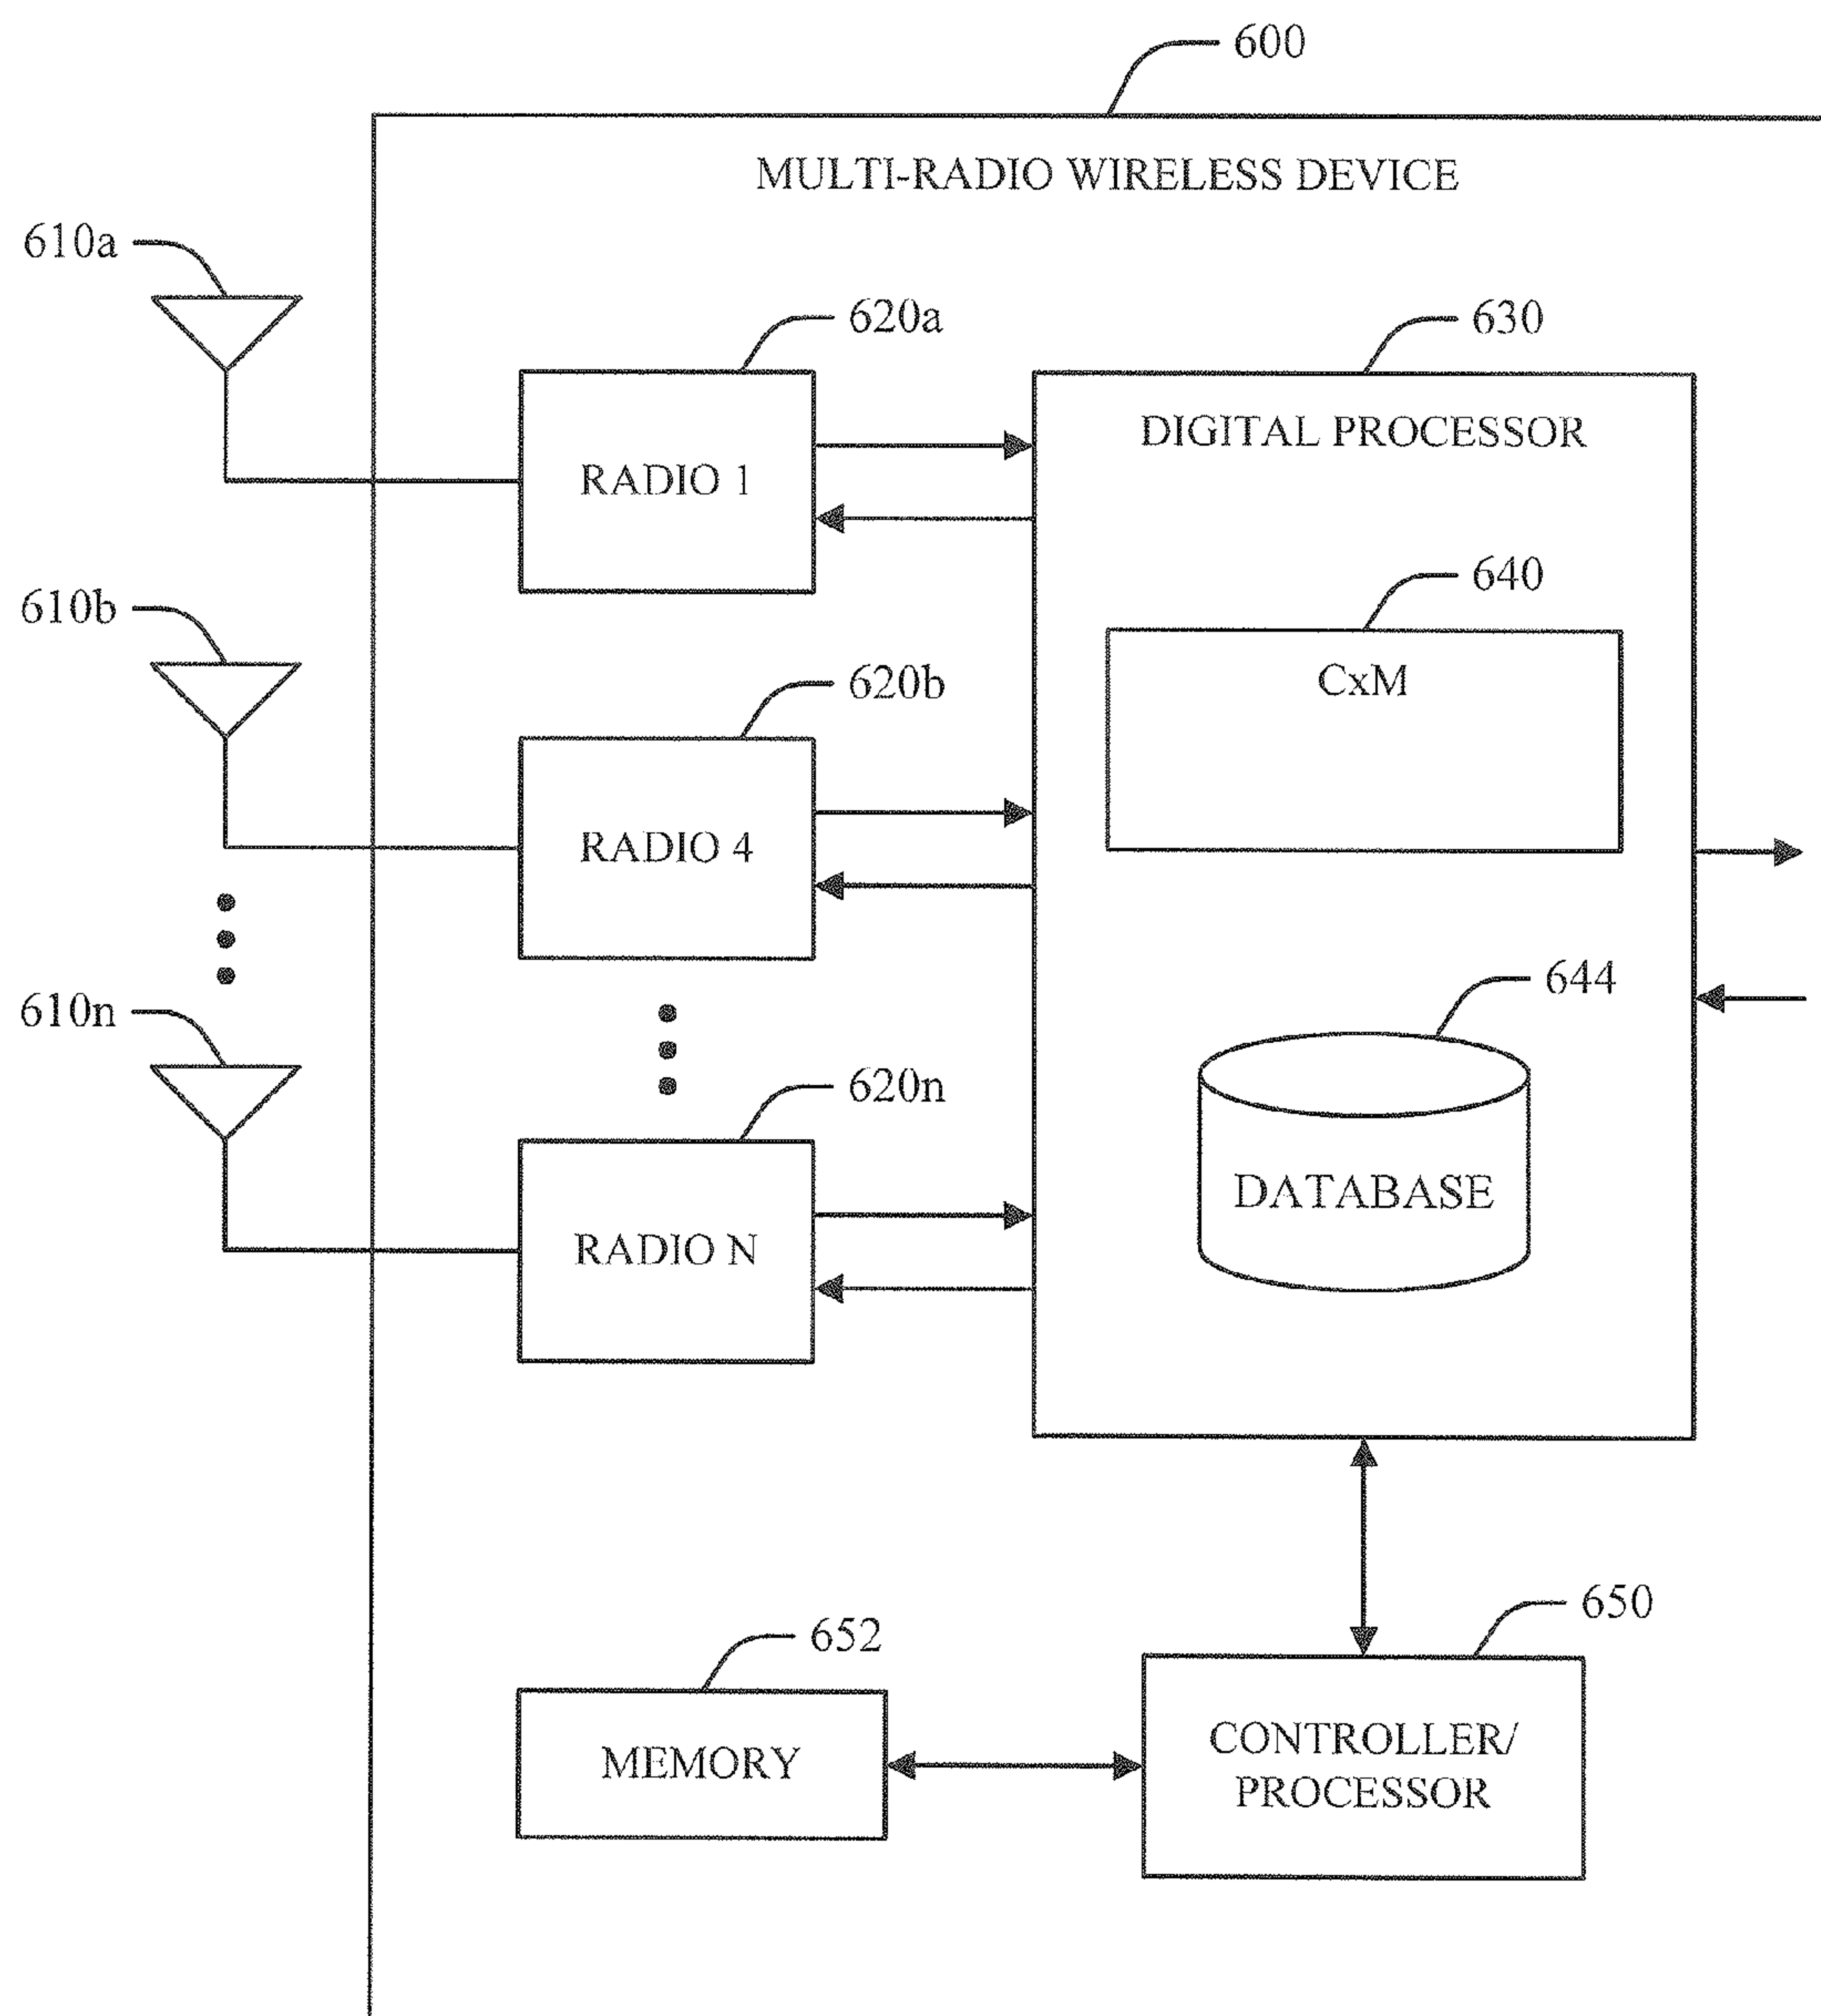 600
MULTI-RADIO WIRELESS DEVICE
610a
620a
630
RADIO 1
DIGITAL PROCESSOR
640
CxM
610b
620b
RADIO 4
644
DATABASE
610n
620n
RADIO N
650
CONTROLLER/
PROCESSOR
652
MEMORY